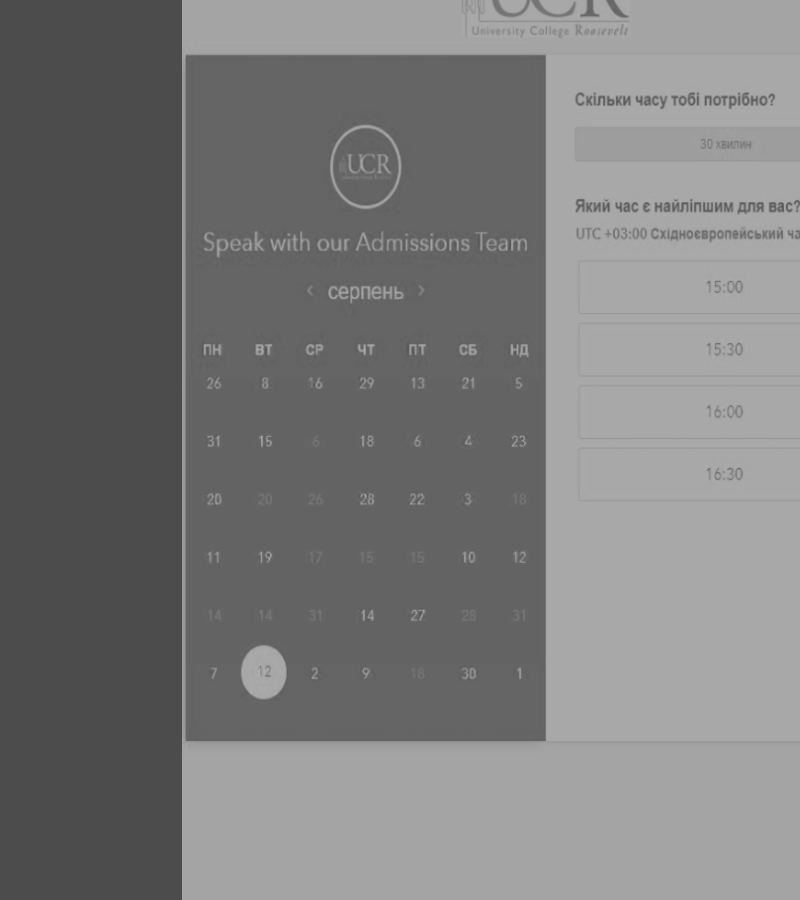 UCR
University College Roosevelt
UCR
Speak with our Admissions Team
‹ серпень ›
ПН ВТ СР ЧТ ПТ СБ НД
26 8 16 29 13 21 5
31 15 6 18 6 4 23
20 20 26 28 22 3 18
11 19 17 15 15 10 12
14 14 31 14 27 28 31
7 12 2 9 18 30 1
Скільки часу тобі потрібно?
30 хвилин
Який час є найліпшим для вас?
UTC +03:00 Східноєвропейський ча
15:00
15:30
16:00
16:30